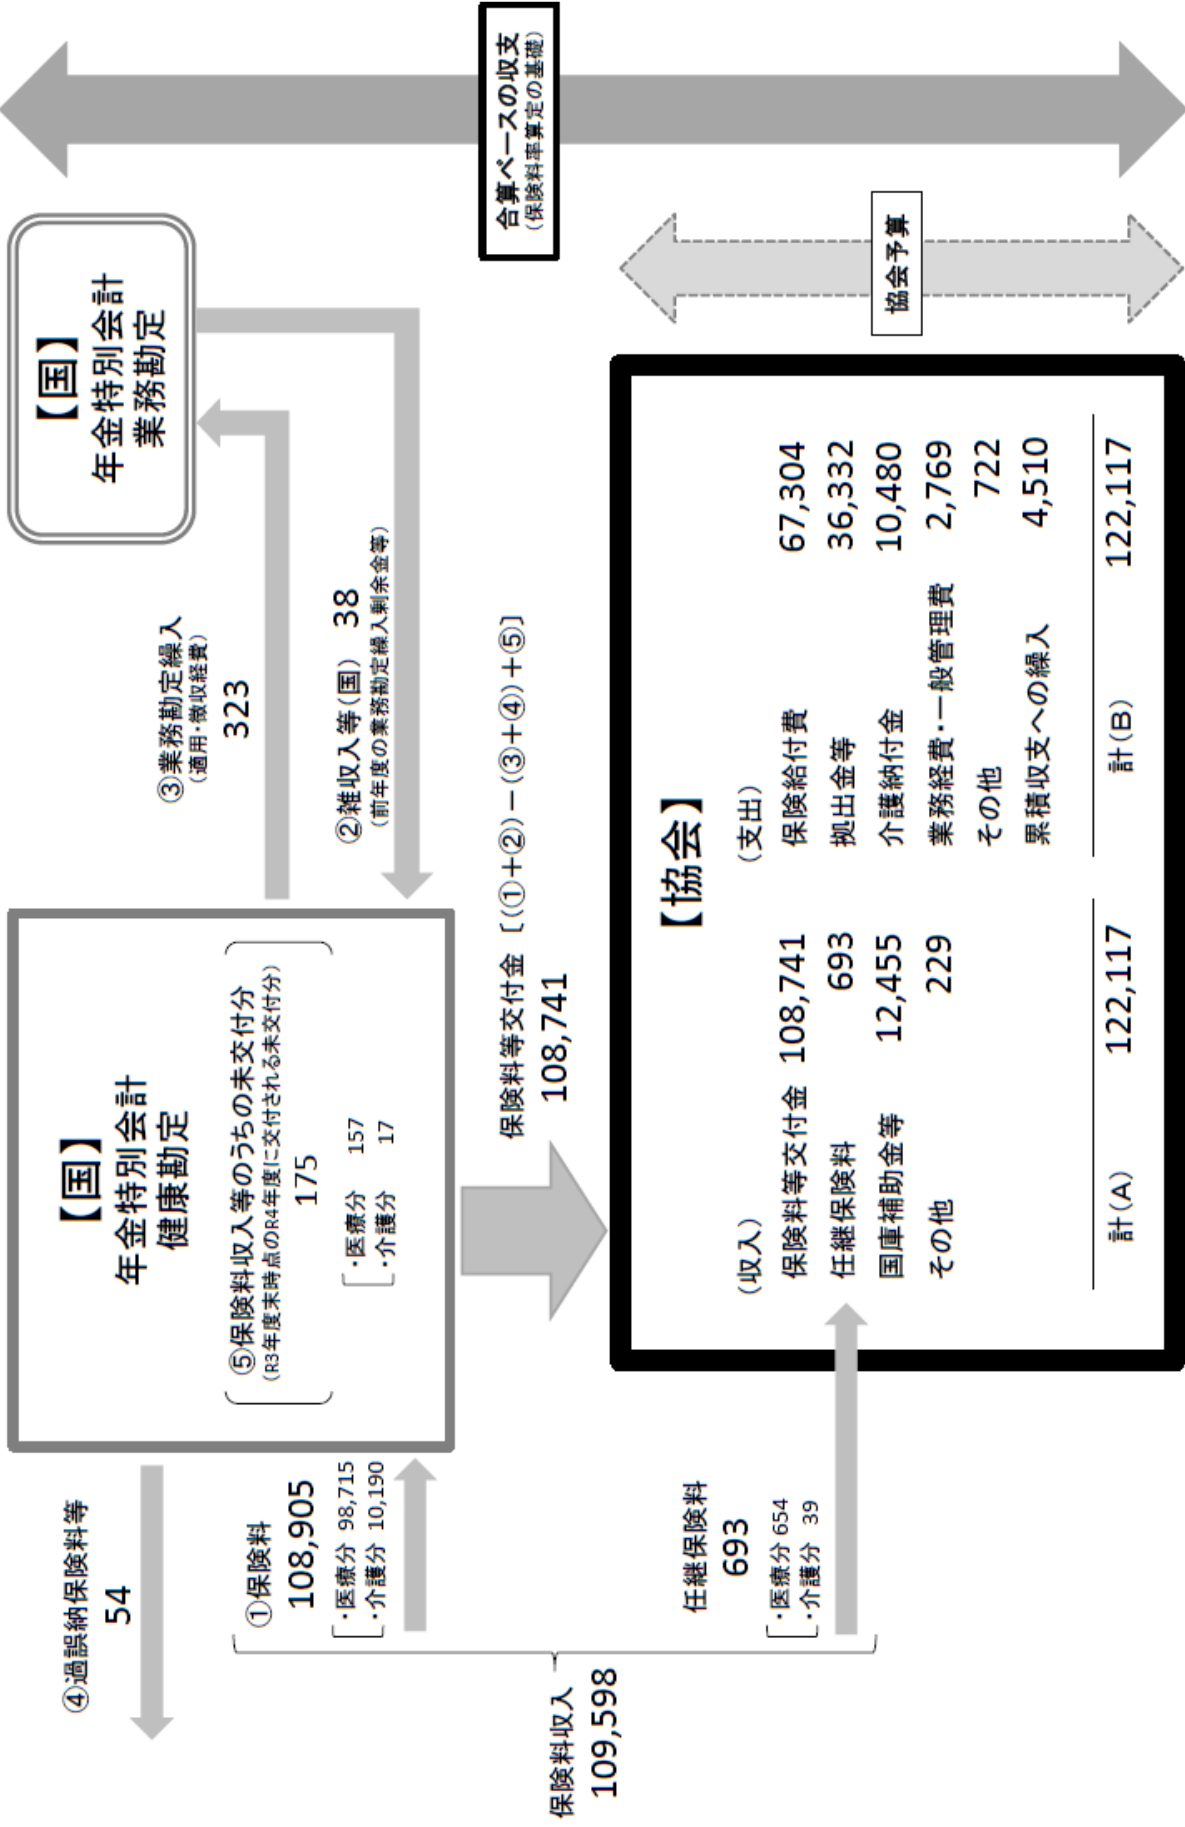 ④過誤納保険料等
54
【国】
年金特別会計
健康勘定
⑤保険料収入等のうちの未交付分
（R3年度末時点のR4年度に交付される未交付分）
175
・医療分 157
・介護分 17
①保険料
108,905
・医療分 98,715
・介護分 10,190
③業務勘定繰入
（適用・徴収経費）
323
【国】
年金特別会計
業務勘定
②雑収入等（国） 38
（前年度の業務勘定繰入剰余金等）
保険料等交付金 〔（（①＋②）－（③＋④））＋⑤〕
108,741
合算ベースの収支
（保険料率算定の基礎）
協会予算
保険料収入
109,598
任継保険料
693
・医療分 654
・介護分 39
【協会】
（収入）
保険料等交付金 108,741
任継保険料 693
国庫補助金等 12,455
その他 229
計（A） 122,117
（支出）
保険給付費 67,304
拠出金等 36,332
介護納付金 10,480
業務経費・一般管理費 2,769
その他 722
累積収支への繰入 4,510
計（B） 122,117